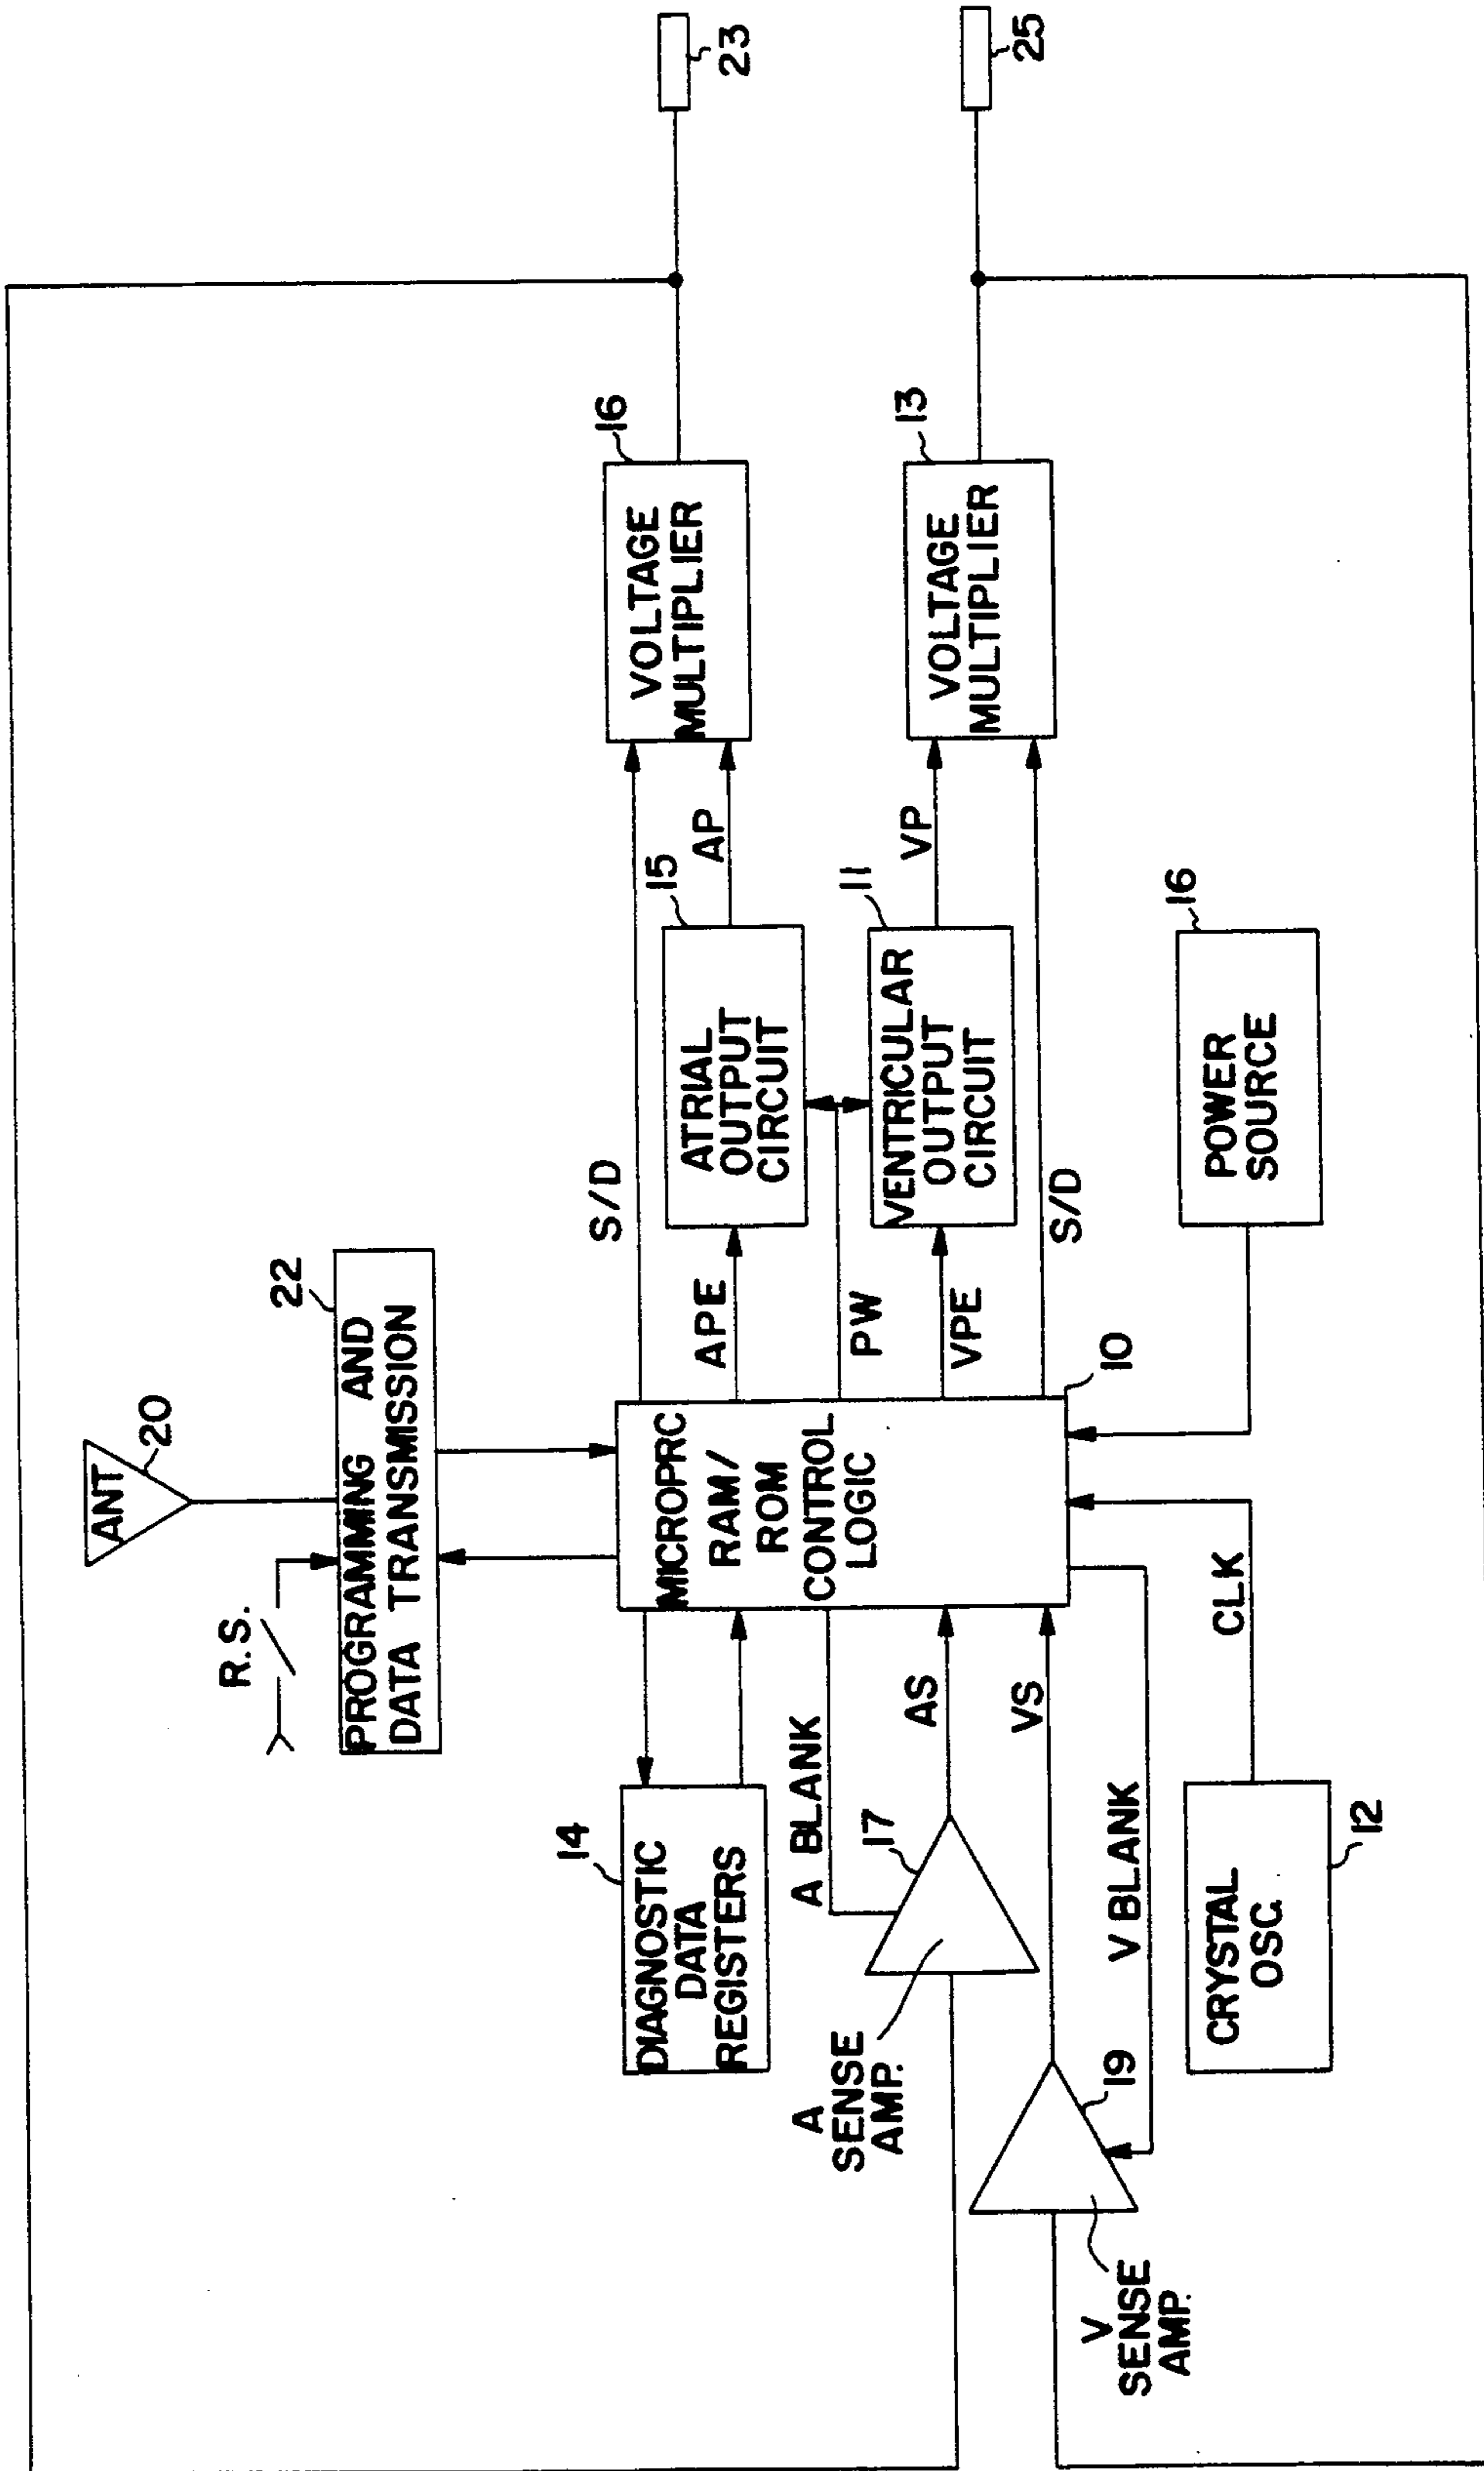 ANT
20
R.S.
22
PROGRAMMING AND
DATA TRANSMISSION
14
DIAGNOSTIC
DATA
REGISTERS
MICROPRC
RAM/
ROM
CONTROL
LOGIC
10
S/D
APE
PW
VPE
S/D
15
ATRIAL
OUTPUT
CIRCUIT
AP
11
VENTRICULAR
OUTPUT
CIRCUIT
VP
16
VOLTAGE
MULTIPLIER
13
VOLTAGE
MULTIPLIER
23
25
A BLANK
17
AS
A
SENSE
AMP.
VS
19
V BLANK
V
SENSE
AMP.
CRYSTAL
OSC.
12
CLK
16
POWER
SOURCE